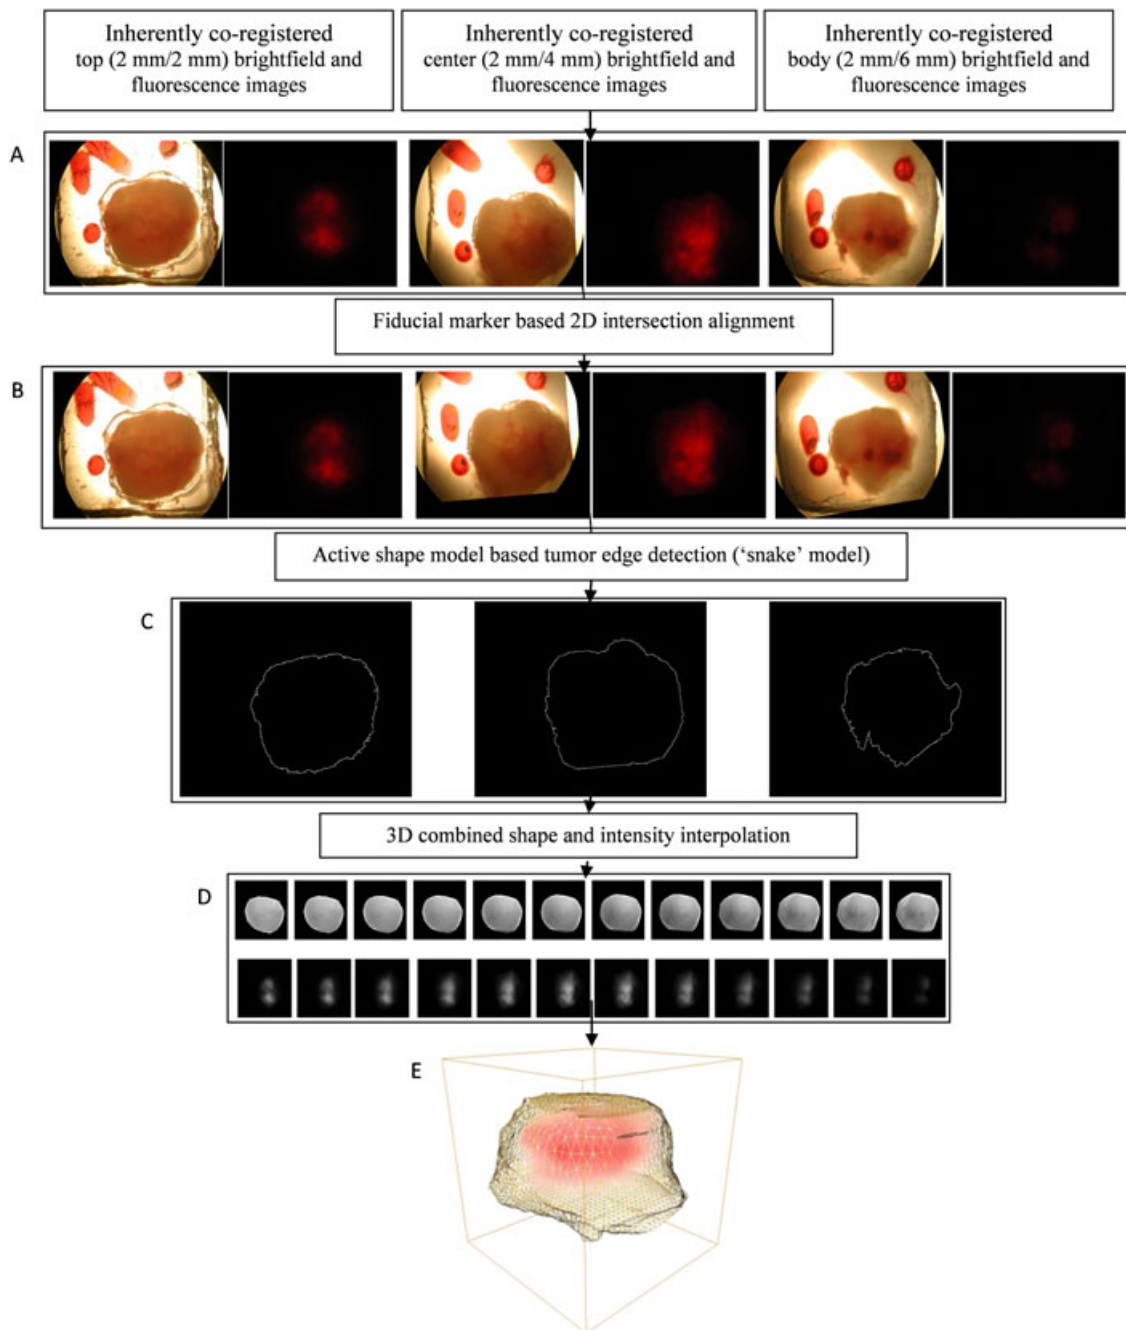 Inherently co-registered
top (2 mm/2 mm) brightfield and
fluorescence images
Inherently co-registered
center (2 mm/4 mm) brightfield and
fluorescence images
Inherently co-registered
body (2 mm/6 mm) brightfield and
fluorescence images
A
Fiducial marker based 2D intersection alignment
B
Active shape model based tumor edge detection (‘snake’ model)
C
3D combined shape and intensity interpolation
D
E